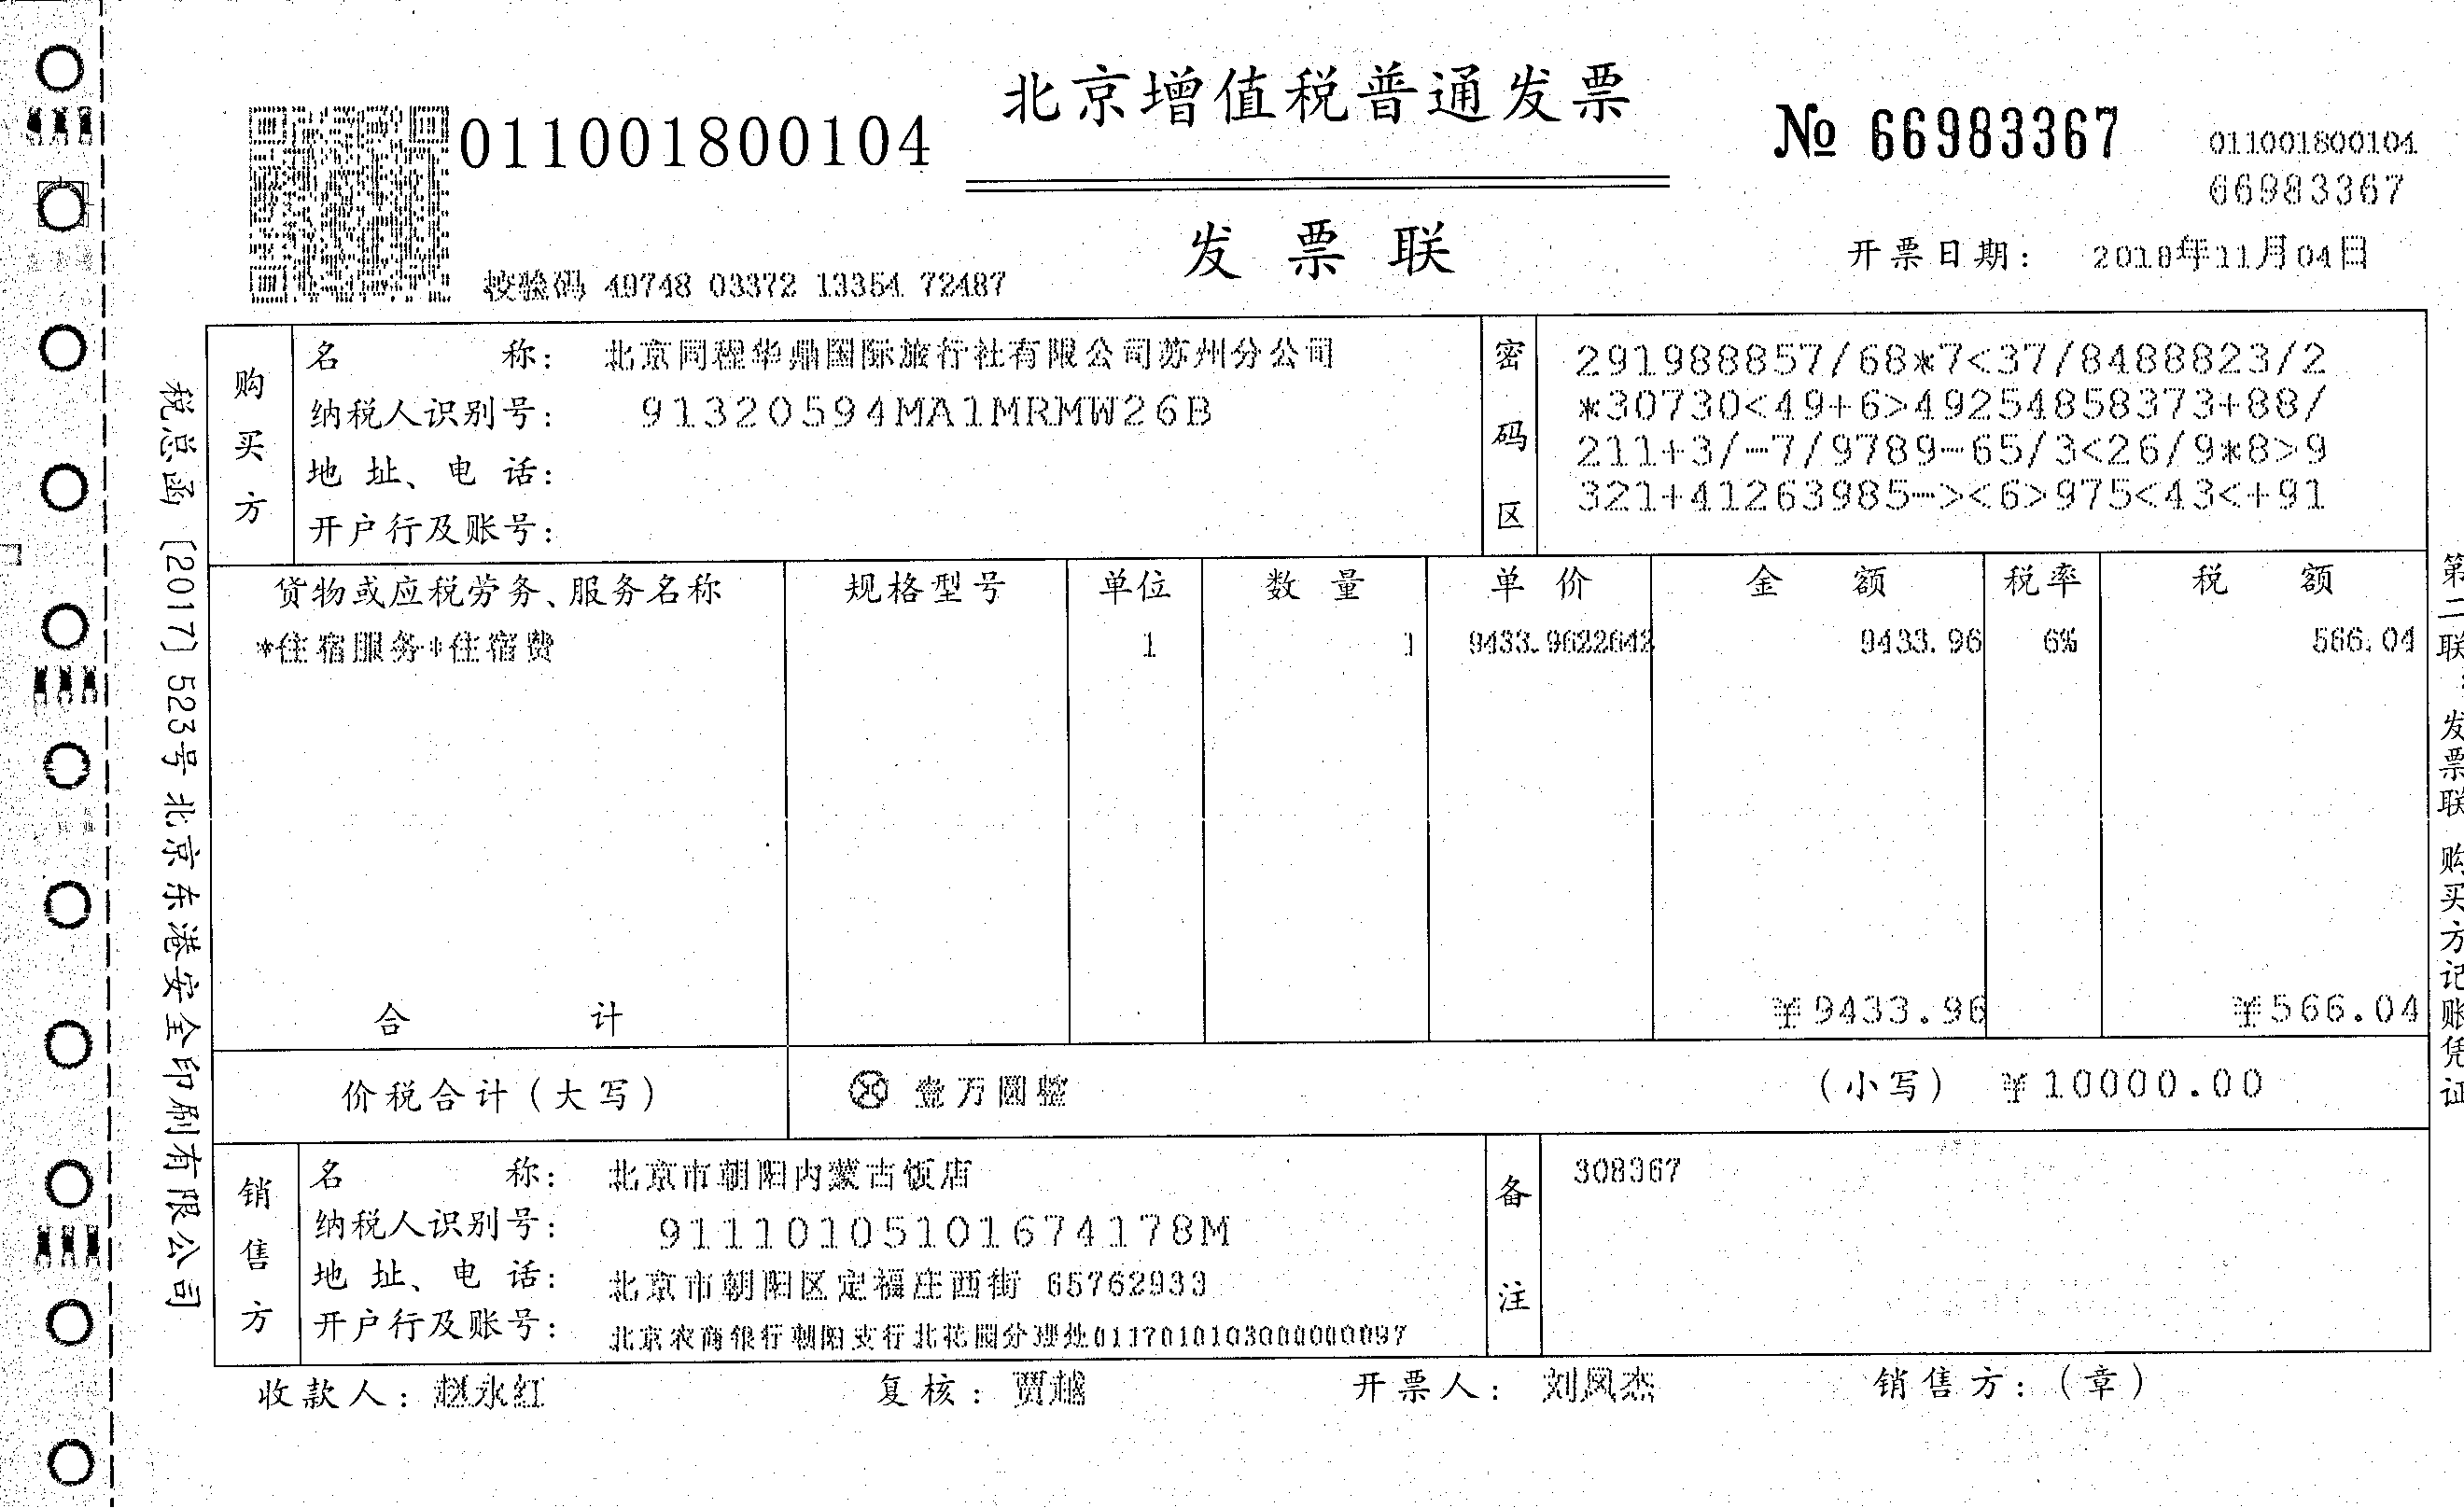 北京增值税普通发票
011001800104
№ 66983367
011001800104
66983367
发票联
校验码 49748 03372 13354 72487
开票日期： 2018年11月04日
税总函〔2017〕523号北京东港安全印刷有限公司
购买方
名 称： 北京同程华鼎国际旅行社有限公司苏州分公司
纳税人识别号： 91320594MA1MRMW26B
地 址、电 话：
开户行及账号：
密码区
291988857/68*7<37/8488823/2
*30730<49+6>49254858373+88/
211+3/-7/9789-65/3<26/9*8>9
321+41263985-><6>975<43<+91
货物或应税劳务、服务名称 规格型号 单位 数 量 单 价 金 额 税率 税 额
*住宿服务*住宿费 1 1 9433.9622642 9433.96 6% 566.04
合 计 ¥9433.96 ¥566.04
价税合计（大写） ⊗ 壹万圆整 （小写） ¥10000.00
销售方
名 称： 北京市朝阳内蒙古饭店
纳税人识别号： 91110105101674178M
地 址、电 话： 北京市朝阳区定福庄西街 65762933
开户行及账号： 北京农商银行朝阳支行北花园分理处0117010103000000097
备注
308367
收款人：赵永红 复核：贾越 开票人：刘凤杰 销售方：（章）
第二联：发票联 购买方记账凭证